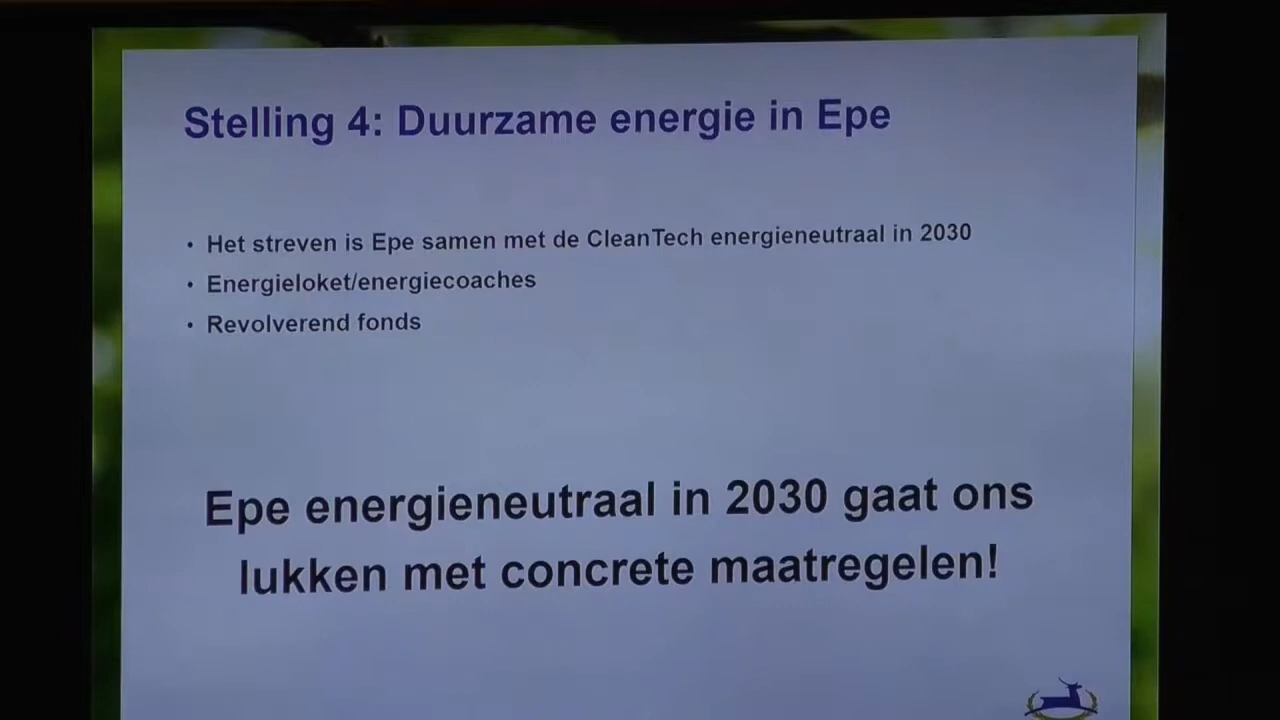 Stelling 4: Duurzame energie in Epe
• Het streven is Epe samen met de CleanTech energieneutraal in 2030
• Energieloket/energiecoaches
• Revolverend fonds
Epe energieneutraal in 2030 gaat ons
lukken met concrete maatregelen!